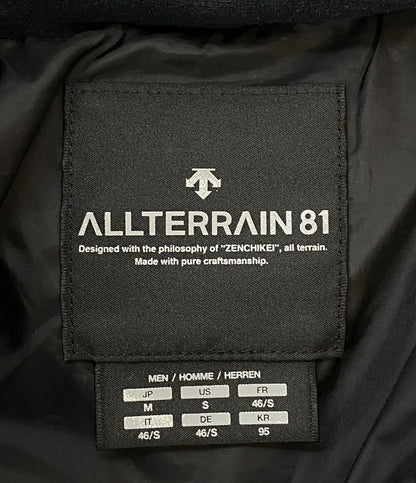 ALLTERRAIN 81
Designed with the philosophy of "ZENCHIKEI", all terrain.
Made with pure craftsmanship.
MEN / HOMME / HERREN
JP US FR
M S 46/S
IT DE KR
46/S 46/S 95